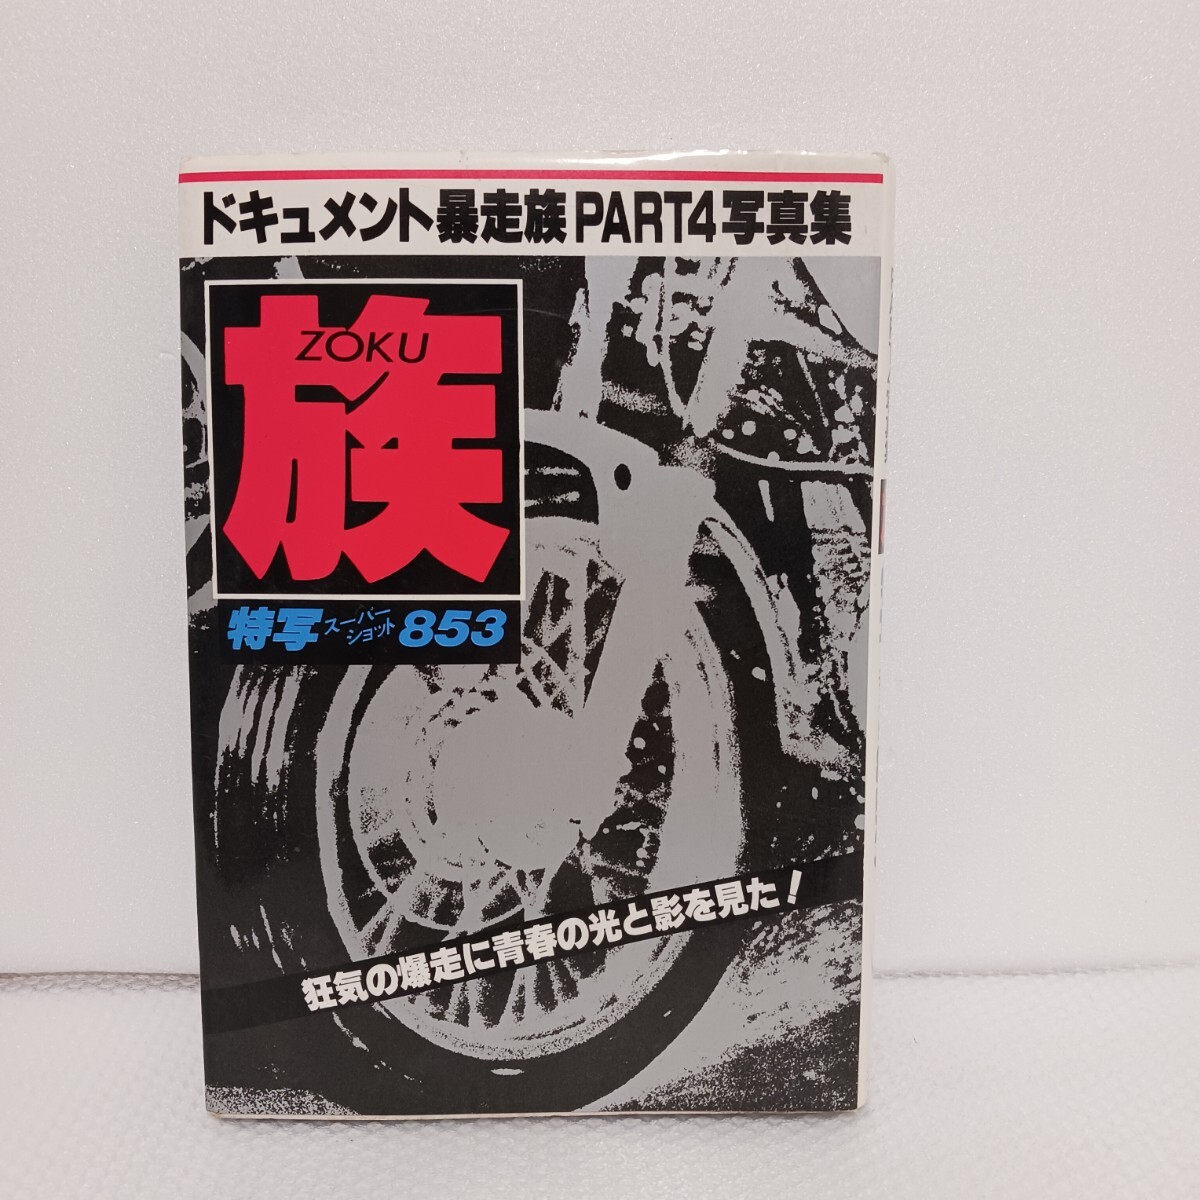 ドキュメント暴走族PART4写真集
ZOKU
族
特写スーパーショット853
狂気の爆走に青春の光と影を見た!